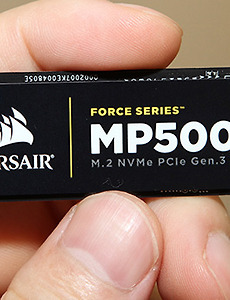 FORCE SERIES™
MP500
RSAIR®
M.2 NVMe PCIe Gen.3